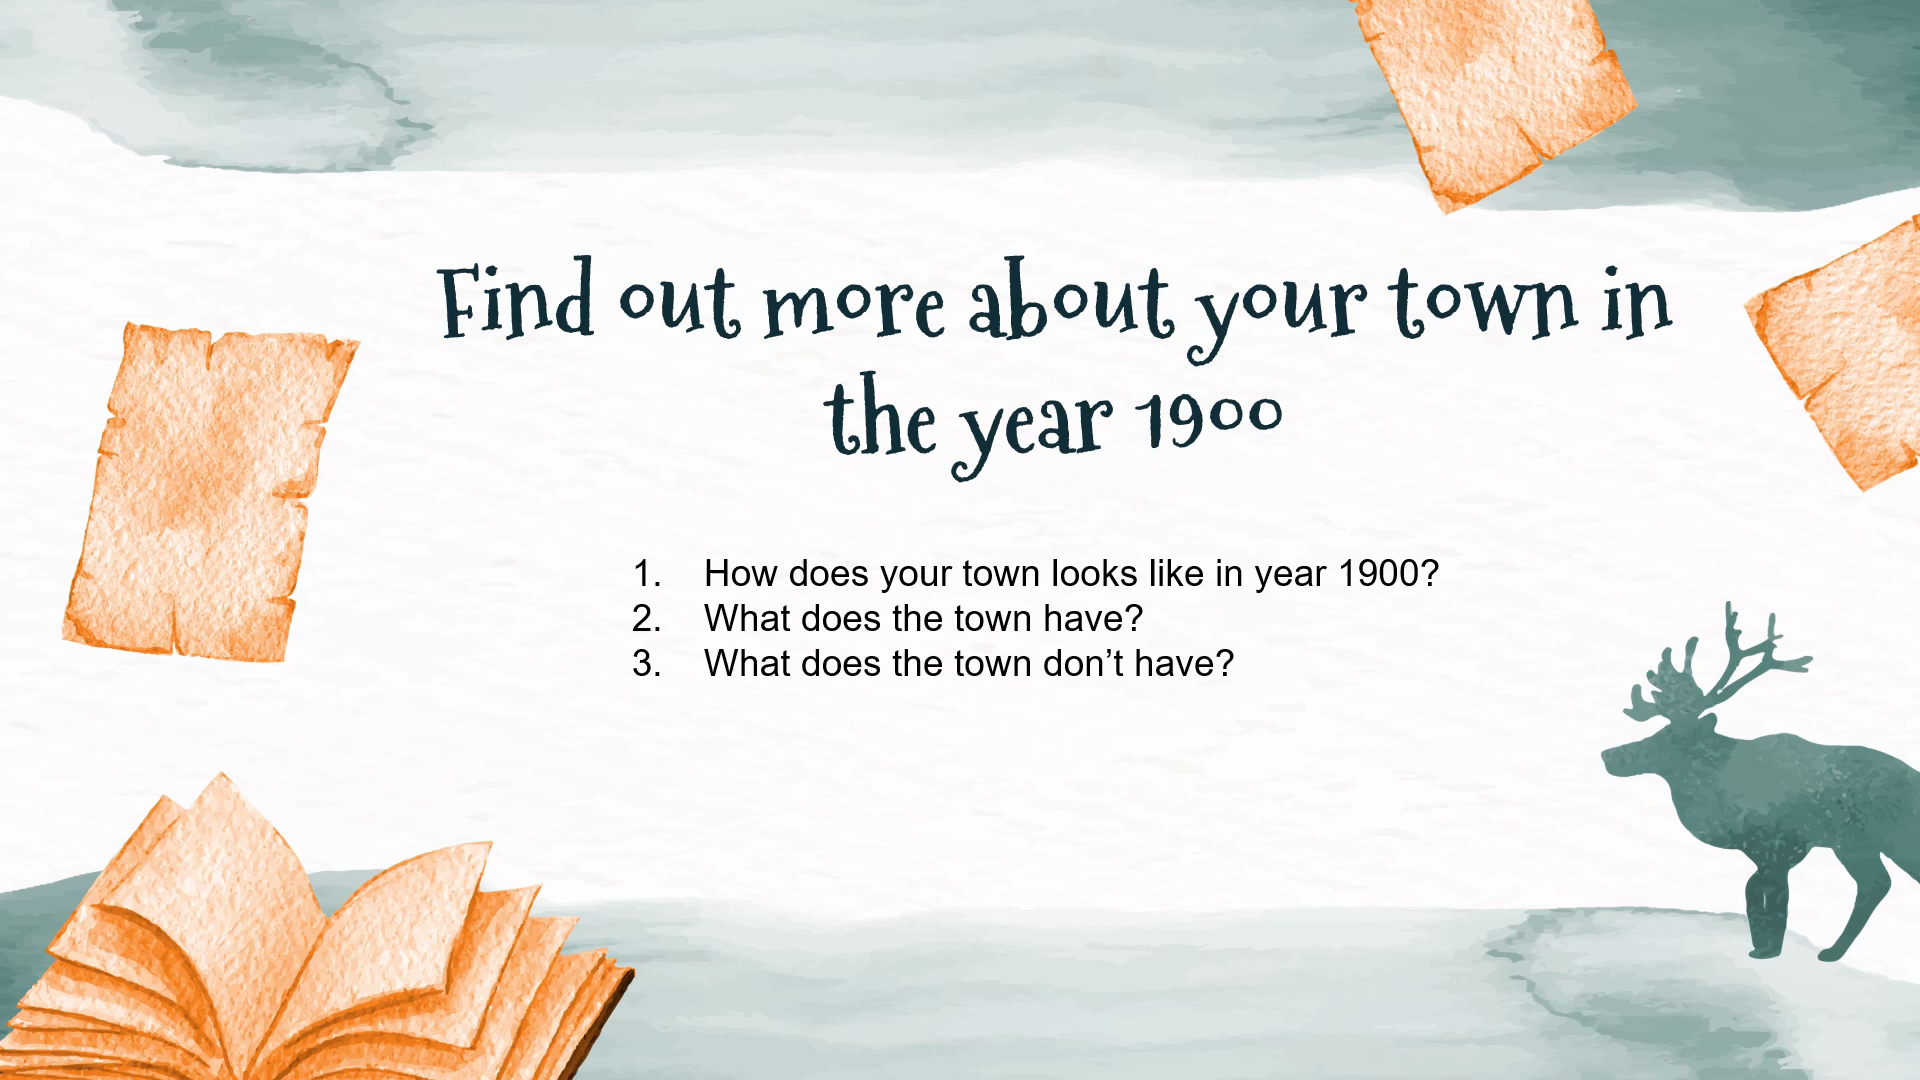 Find out more about your town in
the year 1900
1. How does your town looks like in year 1900?
2. What does the town have?
3. What does the town don’t have?